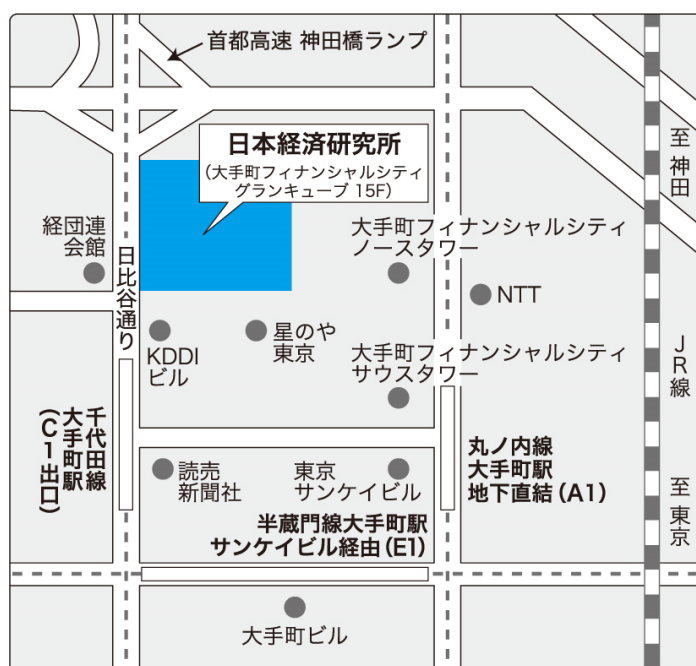 首都高速 神田橋ランプ
日本経済研究所
(大手町フィナンシャルシティ
グランキューブ 15F)
至神田
経団連
会館
日比谷通り
大手町フィナンシャルシティ
ノースタワー
NTT
KDDI
ビル
星のや
東京
大手町フィナンシャルシティ
サウスタワー
JR線
千代田線
大手町駅
(C1出口)
読売
新聞社
東京
サンケイビル
丸ノ内線
大手町駅
地下直結(A1)
至東京
半蔵門線大手町駅
サンケイビル経由(E1)
大手町ビル